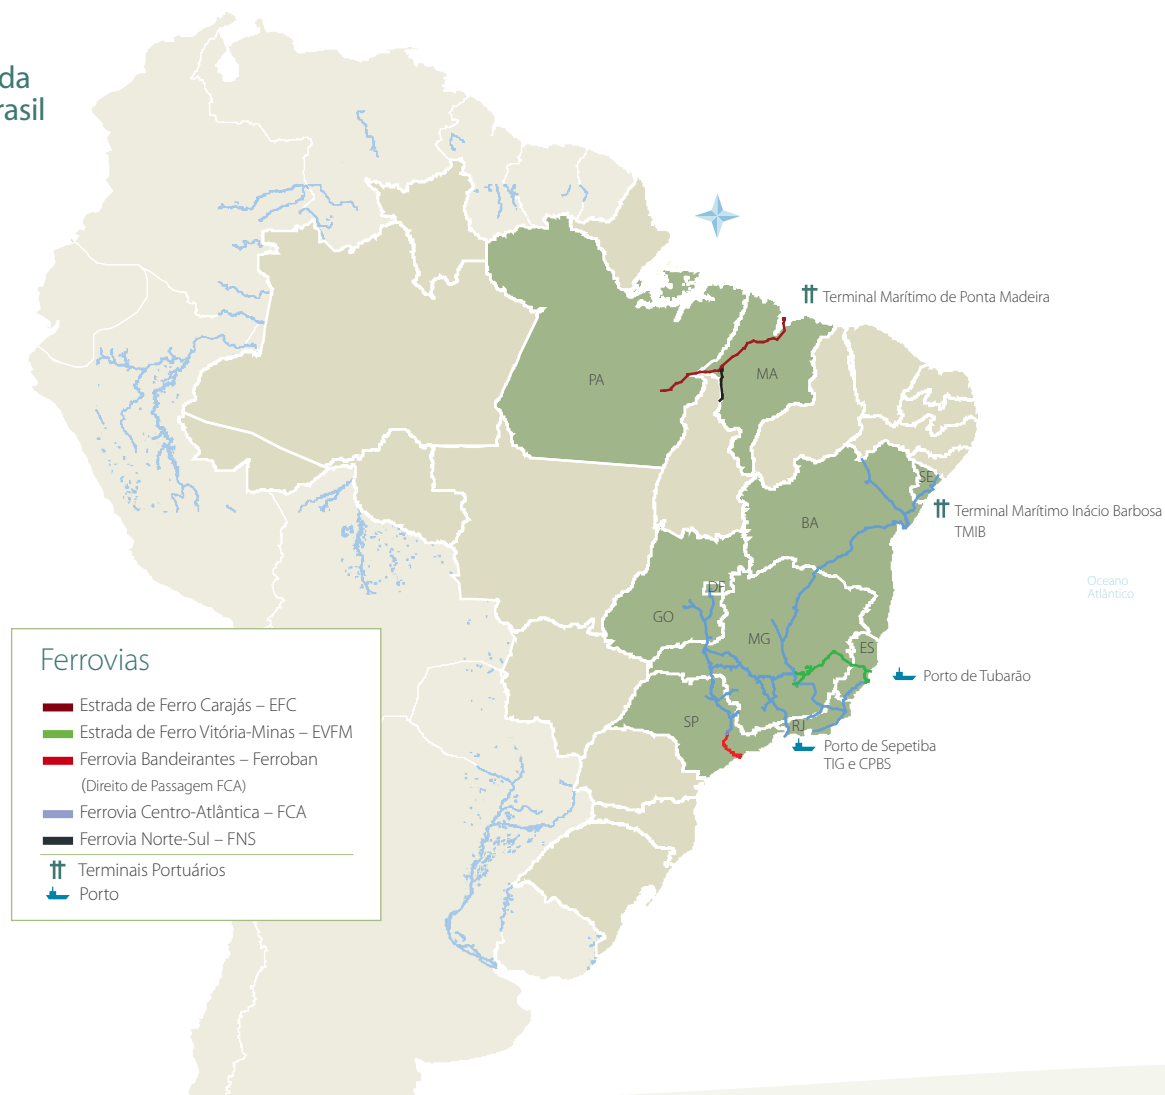 da
rasil
Terminal Marítimo de Ponta Madeira
PA
MA
SE
Terminal Marítimo Inácio Barbosa
TMIB
BA
Oceano
Atlântico
DF
GO
MG
ES
Porto de Tubarão
SP
RJ
Porto de Sepetiba
TIG e CPBS
Ferrovias
Estrada de Ferro Carajás – EFC
Estrada de Ferro Vitória-Minas – EVFM
Ferrovia Bandeirantes – Ferroban
(Direito de Passagem FCA)
Ferrovia Centro-Atlântica – FCA
Ferrovia Norte-Sul – FNS
Terminais Portuários
Porto